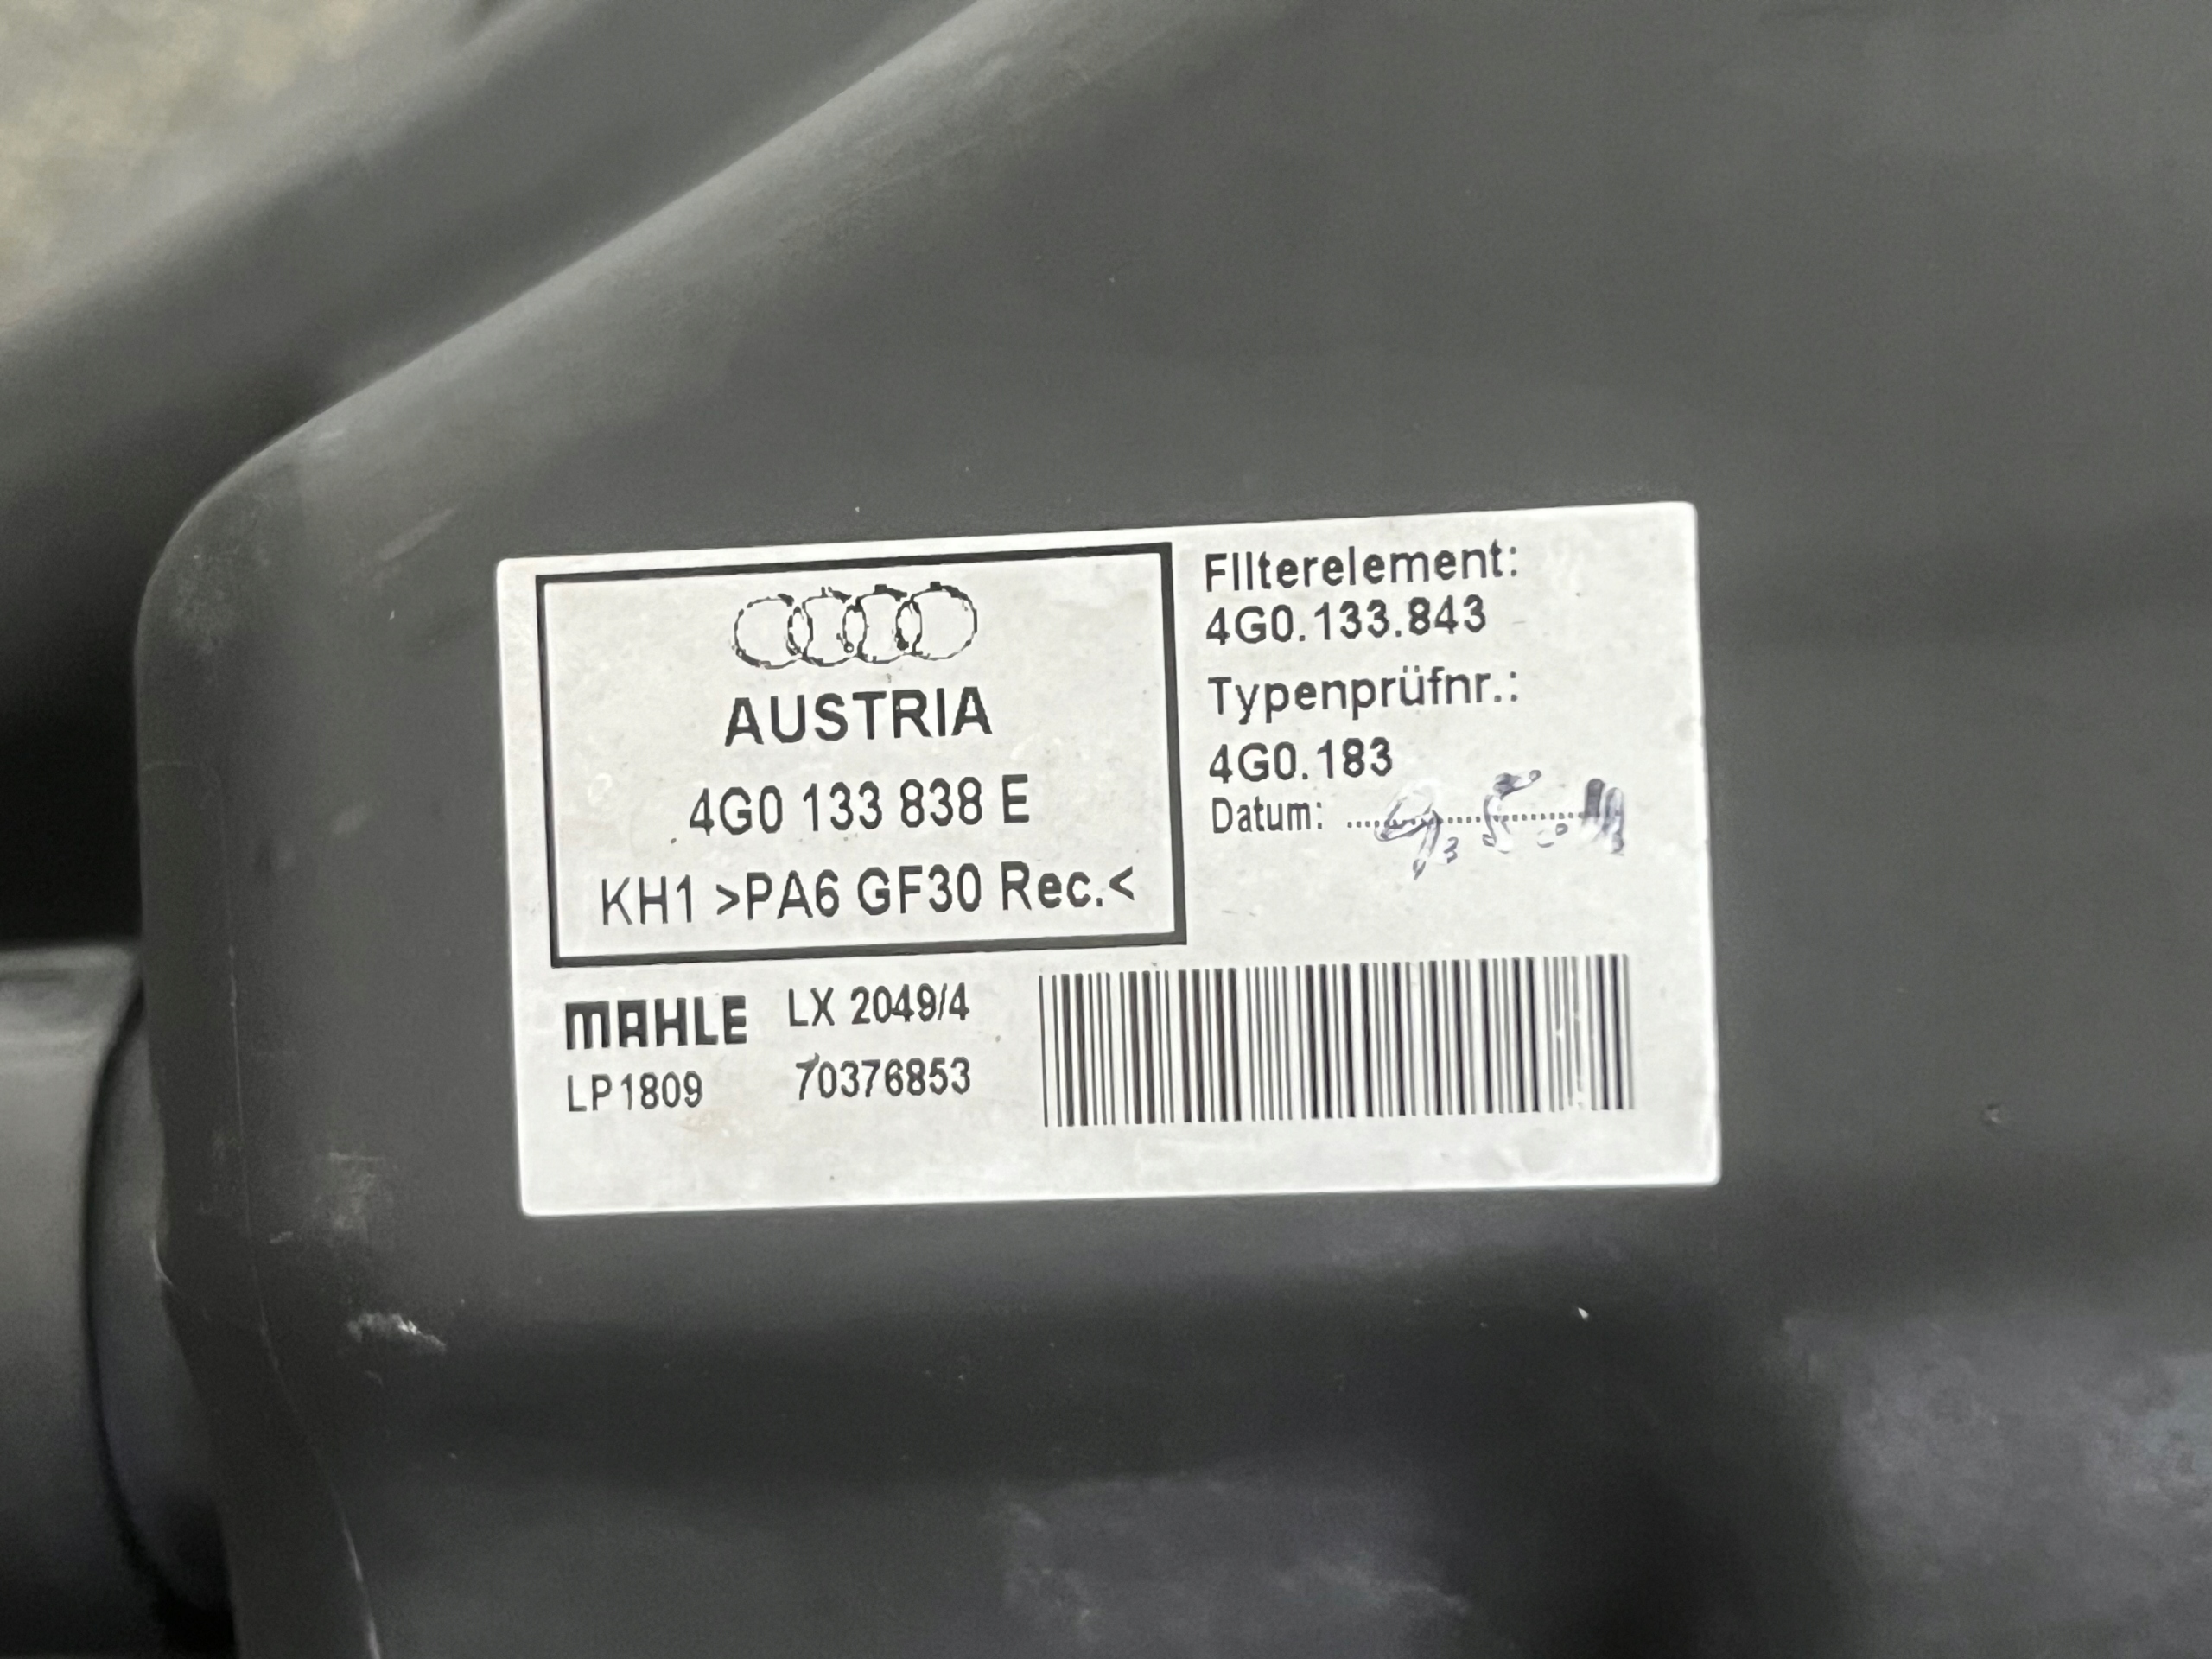 AUSTRIA
4G0 133 838 E
KH1 >PA6 GF30 Rec.<
Filterelement:
4G0.133.843
Typenprüfnr.:
4G0.183
Datum:
MAHLE LX 2049/4
LP1809 70376853